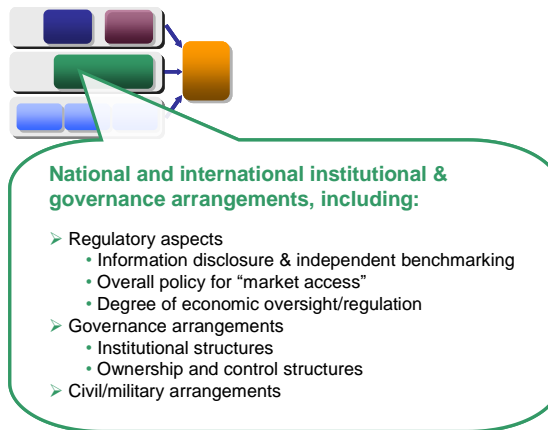 National and international institutional &
governance arrangements, including:
➢ Regulatory aspects
• Information disclosure & independent benchmarking
• Overall policy for “market access”
• Degree of economic oversight/regulation
➢ Governance arrangements
• Institutional structures
• Ownership and control structures
➢ Civil/military arrangements